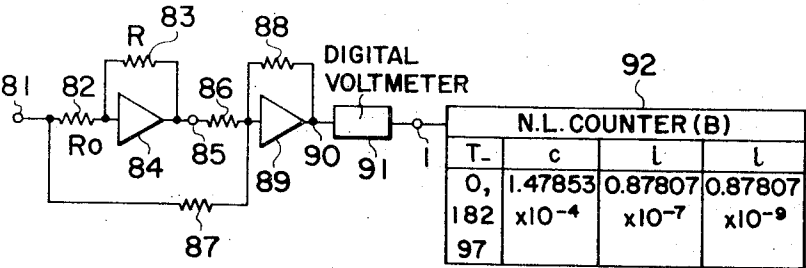 83
R
88
DIGITAL
VOLTMETER
92
81
82
86
Ro
84
85
89
90
91
1
87
N.L. COUNTER (B)
T- c l l
0, 1.47853 0.87807 0.87807
182 x10-4 x10-7 x10-9
97